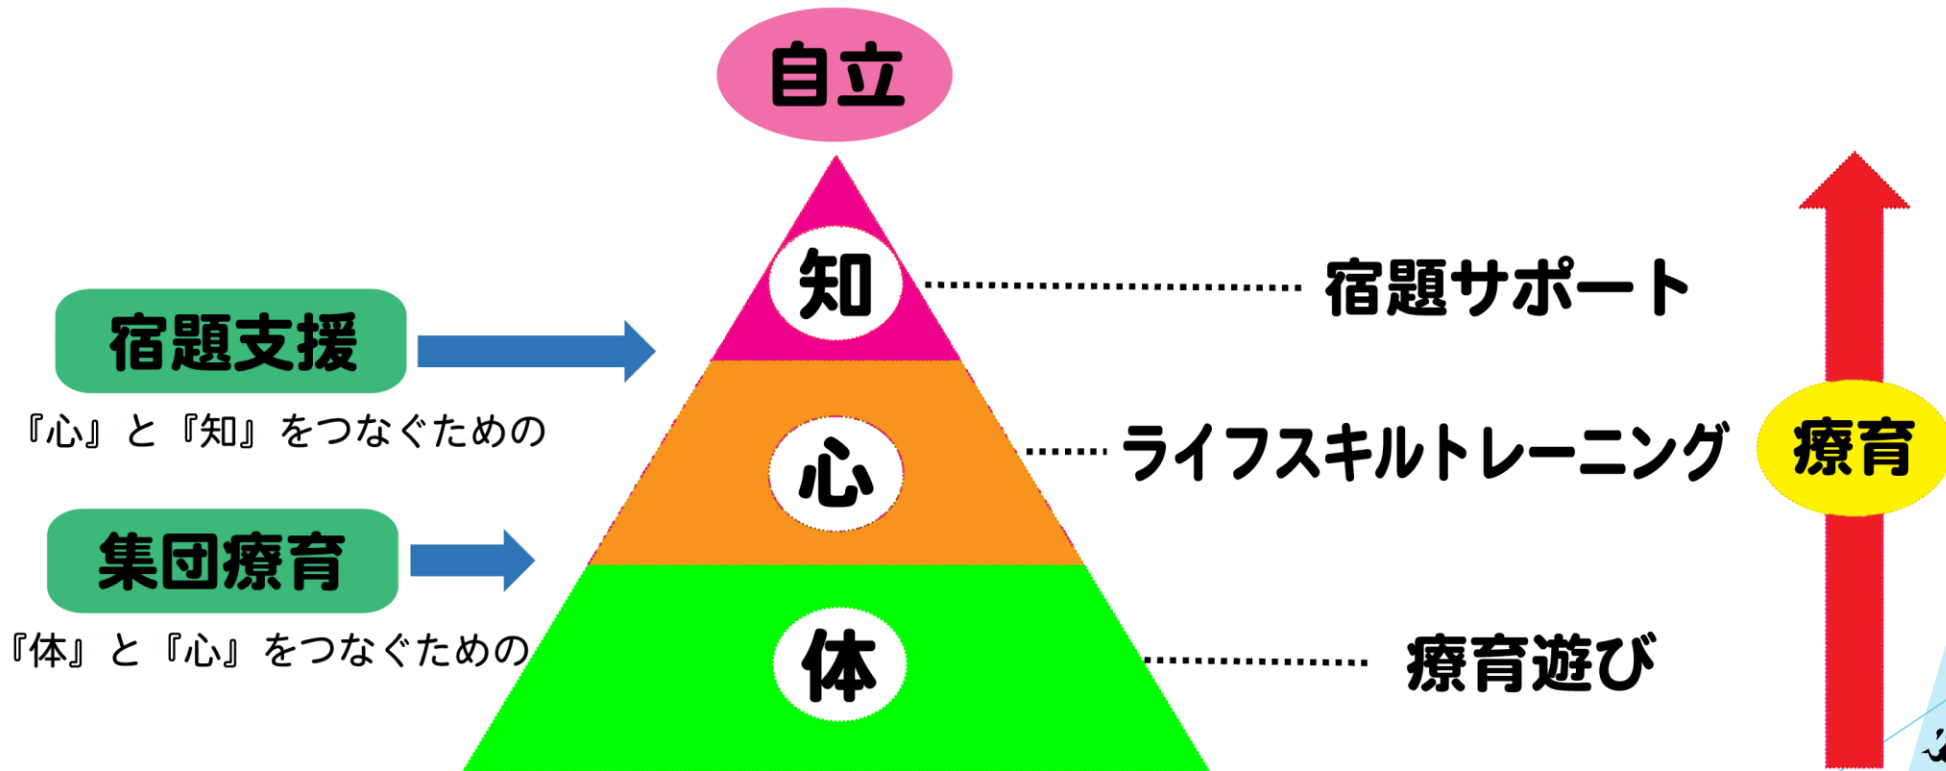 自立
知
宿題サポート
宿題支援
『心』と『知』をつなぐための
心
ライフスキルトレーニング
療育
集団療育
『体』と『心』をつなぐための
体
療育遊び